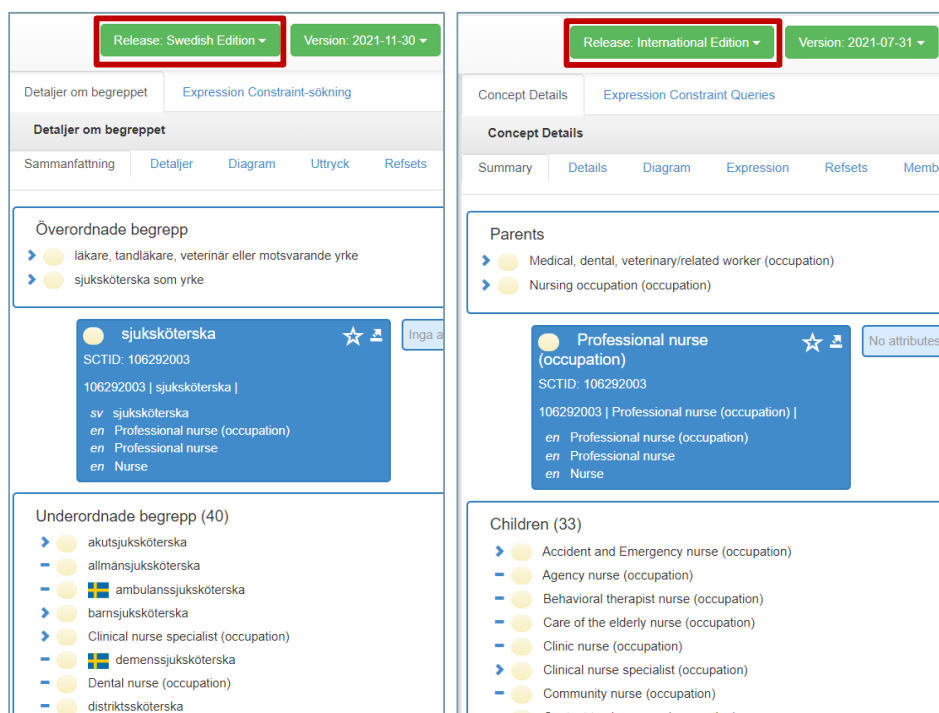 Release: Swedish Edition
Version: 2021-11-30
Detaljer om begreppet
Expression Constraint-sökning
Detaljer om begreppet
Sammanfattning
Detaljer
Diagram
Uttryck
Refsets
Överordnade begrepp
läkare, tandläkare, veterinär eller motsvarande yrke
sjuksköterska som yrke
sjuksköterska
SCTID: 106292003
106292003 | sjuksköterska |
sv sjuksköterska
en Professional nurse (occupation)
en Professional nurse
en Nurse
Inga
Underordnade begrepp (40)
akutsjuksköterska
allmänsjuksköterska
ambulanssjuksköterska
barnsjuksköterska
Clinical nurse specialist (occupation)
demenssjuksköterska
Dental nurse (occupation)
distriktssköterska
Release: International Edition
Version: 2021-07-31
Concept Details
Expression Constraint Queries
Concept Details
Summary
Details
Diagram
Expression
Refsets
Memb
Parents
Medical, dental, veterinary/related worker (occupation)
Nursing occupation (occupation)
Professional nurse
(occupation)
SCTID: 106292003
106292003 | Professional nurse (occupation) |
en Professional nurse (occupation)
en Professional nurse
en Nurse
No attributes
Children (33)
Accident and Emergency nurse (occupation)
Agency nurse (occupation)
Behavioral therapist nurse (occupation)
Care of the elderly nurse (occupation)
Clinic nurse (occupation)
Clinical nurse specialist (occupation)
Community nurse (occupation)